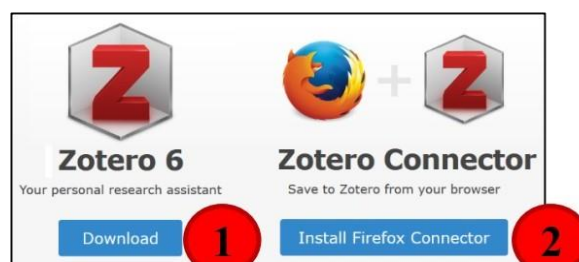 Z
Zotero 6
Your personal research assistant
Download
1
+ Z
Zotero Connector
Save to Zotero from your browser
Install Firefox Connector
2